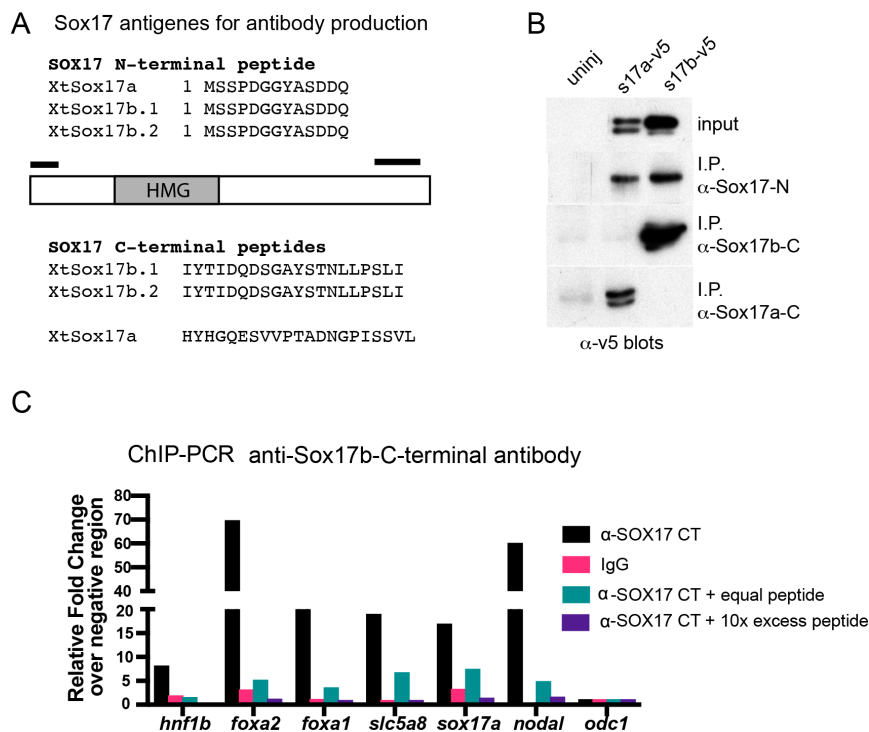 A
Sox17 antigenes for antibody production
SOX17 N-terminal peptide
XtSox17a 1 MSSPDGGYASDDQ
XtSox17b.1 1 MSSPDGGYASDDQ
XtSox17b.2 1 MSSPDGGYASDDQ
HMG
SOX17 C-terminal peptides
XtSox17b.1 IYTIDQDSGAYSTNLLPSLI
XtSox17b.2 IYTIDQDSGAYSTNLLPSLI
XtSox17a HYHGQESVVPTADNGPISSVL
B
uninj
s17a-v5
s17b-v5
input
I.P.
α-Sox17-N
I.P.
α-Sox17b-C
I.P.
α-Sox17a-C
α-v5 blots
C
ChIP-PCR anti-Sox17b-C-terminal antibody
Relative Fold Change
over negative region
80
70
60
50
40
20
15
10
5
0
hnf1b
foxa2
foxa1
slc5a8
sox17a
nodal
odc1
α-SOX17 CT
IgG
α-SOX17 CT + equal peptide
α-SOX17 CT + 10x excess peptide